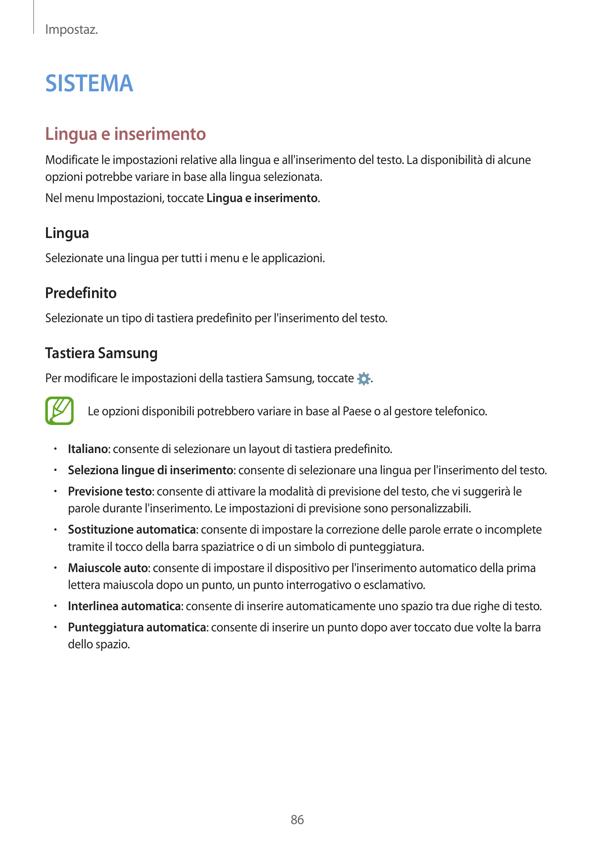 Impostaz.
SISTEMA
Lingua e inserimento
Modificate le impostazioni relative alla lingua e all'inserimento del testo. La disponibilità di alcune
opzioni potrebbe variare in base alla lingua selezionata.
Nel menu Impostazioni, toccate Lingua e inserimento.
Lingua
Selezionate una lingua per tutti i menu e le applicazioni.
Predefinito
Selezionate un tipo di tastiera predefinito per l'inserimento del testo.
Tastiera Samsung
Per modificare le impostazioni della tastiera Samsung, toccate .
Le opzioni disponibili potrebbero variare in base al Paese o al gestore telefonico.
• Italiano: consente di selezionare un layout di tastiera predefinito.
• Seleziona lingue di inserimento: consente di selezionare una lingua per l'inserimento del testo.
• Previsione testo: consente di attivare la modalità di previsione del testo, che vi suggerirà le
parole durante l'inserimento. Le impostazioni di previsione sono personalizzabili.
• Sostituzione automatica: consente di impostare la correzione delle parole errate o incomplete
tramite il tocco della barra spaziatrice o di un simbolo di punteggiatura.
• Maiuscole auto: consente di impostare il dispositivo per l'inserimento automatico della prima
lettera maiuscola dopo un punto, un punto interrogativo o esclamativo.
• Interlinea automatica: consente di inserire automaticamente uno spazio tra due righe di testo.
• Punteggiatura automatica: consente di inserire un punto dopo aver toccato due volte la barra
dello spazio.
86